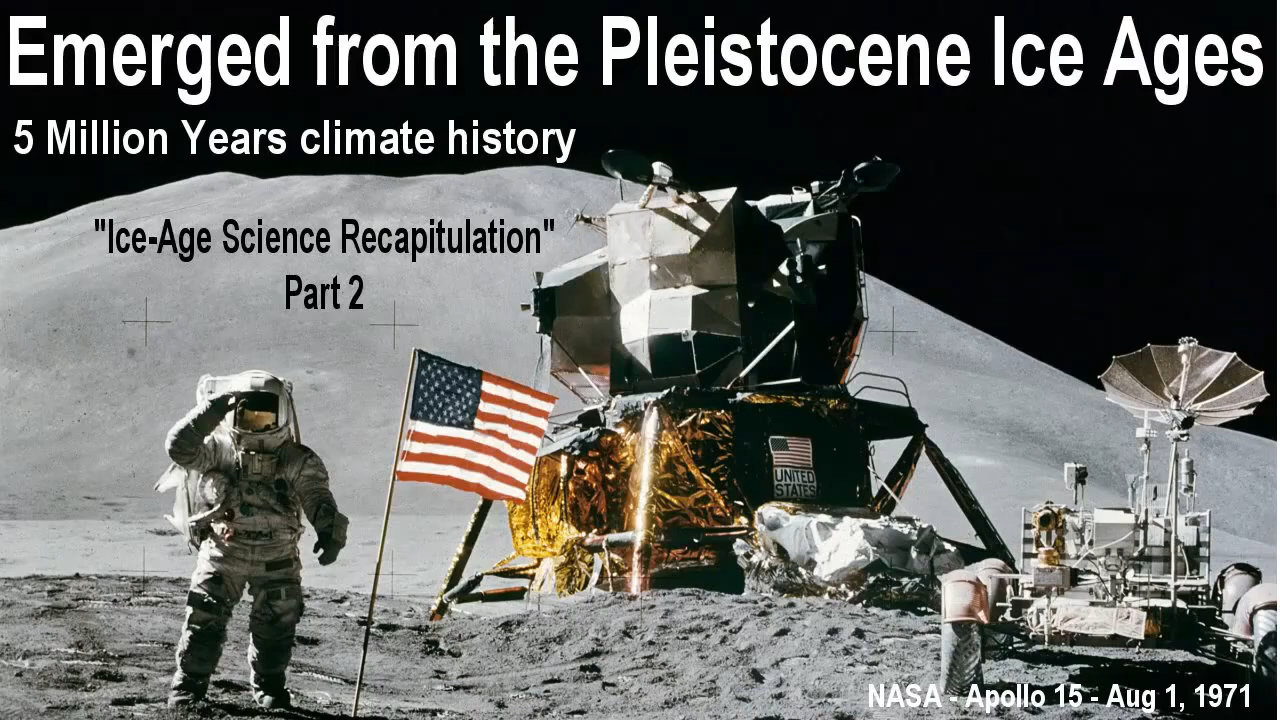 Emerged from the Pleistocene Ice Ages
5 Million Years climate history
"Ice-Age Science Recapitulation"
Part 2
UNITED
STATES
NASA - Apollo 15 - Aug 1, 1971